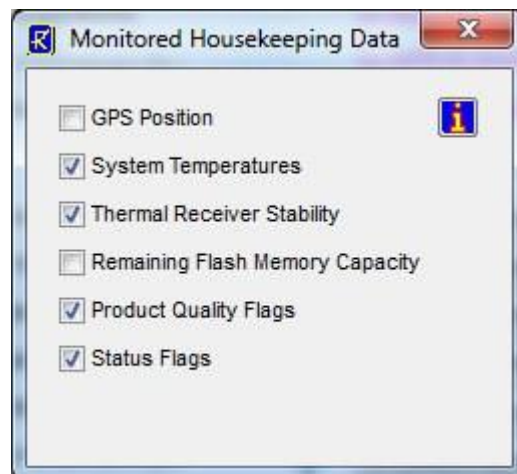 Monitored Housekeeping Data
GPS Position
System Temperatures
Thermal Receiver Stability
Remaining Flash Memory Capacity
Product Quality Flags
Status Flags